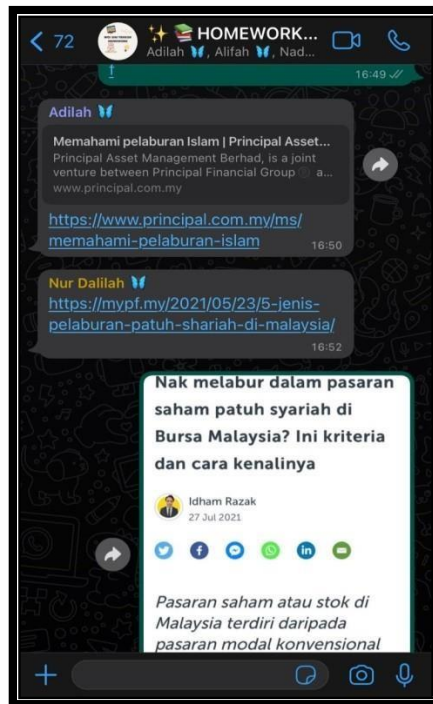 72
HOMEWORK...
Adilah, Alifah, Nad...
16:49
Adilah
Memahami pelaburan Islam | Principal Asset...
Principal Asset Management Berhad, is a joint
venture between Principal Financial Group ® a...
www.principal.com.my
https://www.principal.com.my/ms/
memahami-pelaburan-islam
16:50
Nur Dalilah
https://mypf.my/2021/05/23/5-jenis-
pelaburan-patuh-shariah-di-malaysia/
16:52
Nak melabur dalam pasaran
saham patuh syariah di
Bursa Malaysia? Ini kriteria
dan cara kenalinya
Idham Razak
27 Jul 2021
Pasaran saham atau stok di
Malaysia terdiri daripada
pasaran modal konvensional